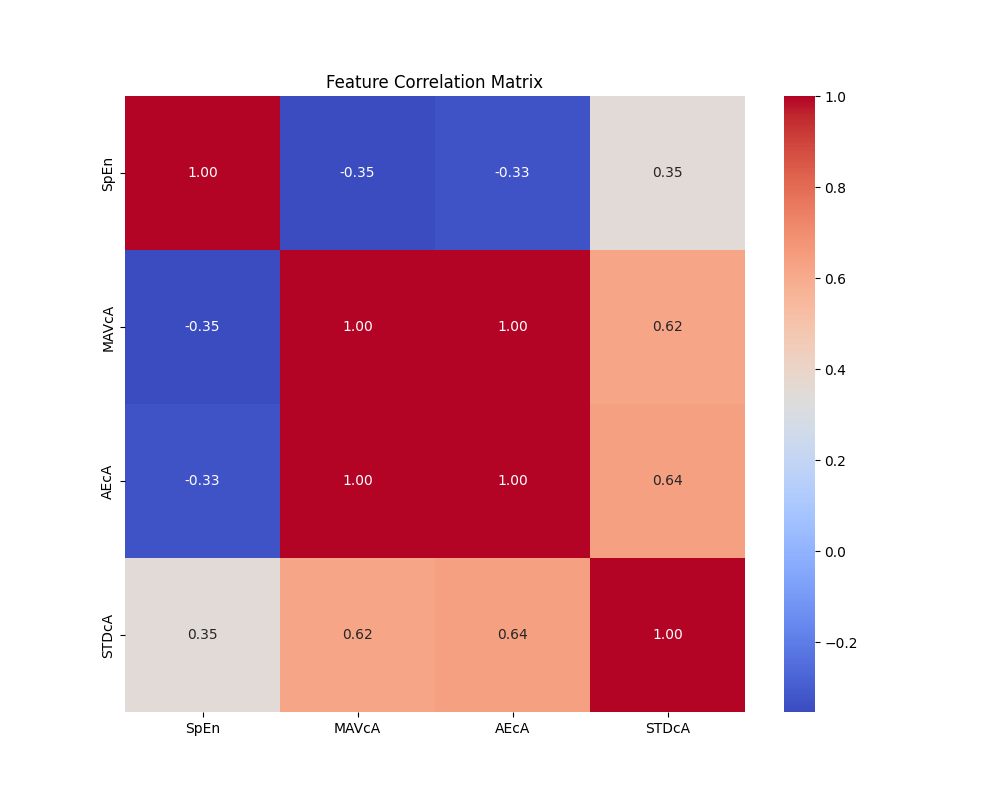 Feature Correlation Matrix
SpEn 1.00 -0.35 -0.33 0.35
MAVcA -0.35 1.00 1.00 0.62
AEcA -0.33 1.00 1.00 0.64
STDcA 0.35 0.62 0.64 1.00
SpEn MAVcA AEcA STDcA
1.0
0.8
0.6
0.4
0.2
0.0
−0.2